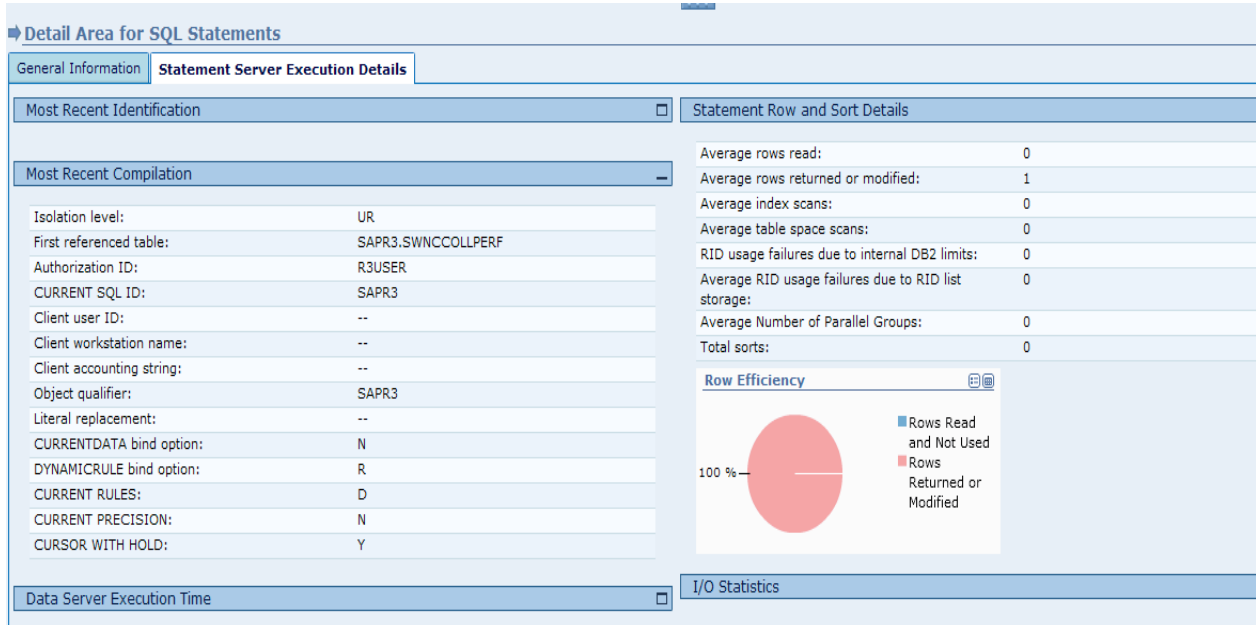 Detail Area for SQL Statements
General Information
Statement Server Execution Details
Most Recent Identification
Most Recent Compilation
Isolation level: UR
First referenced table: SAPR3.SWNCCOLLPERF
Authorization ID: R3USER
CURRENT SQL ID: SAPR3
Client user ID: --
Client workstation name: --
Client accounting string: --
Object qualifier: SAPR3
Literal replacement: --
CURRENTDATA bind option: N
DYNAMICRULE bind option: R
CURRENT RULES: D
CURRENT PRECISION: N
CURSOR WITH HOLD: Y
Data Server Execution Time
Statement Row and Sort Details
Average rows read: 0
Average rows returned or modified: 1
Average index scans: 0
Average table space scans: 0
RID usage failures due to internal DB2 limits: 0
Average RID usage failures due to RID list 0
storage:
Average Number of Parallel Groups: 0
Total sorts: 0
Row Efficiency
100 %
Rows Read
and Not Used
Rows
Returned or
Modified
I/O Statistics